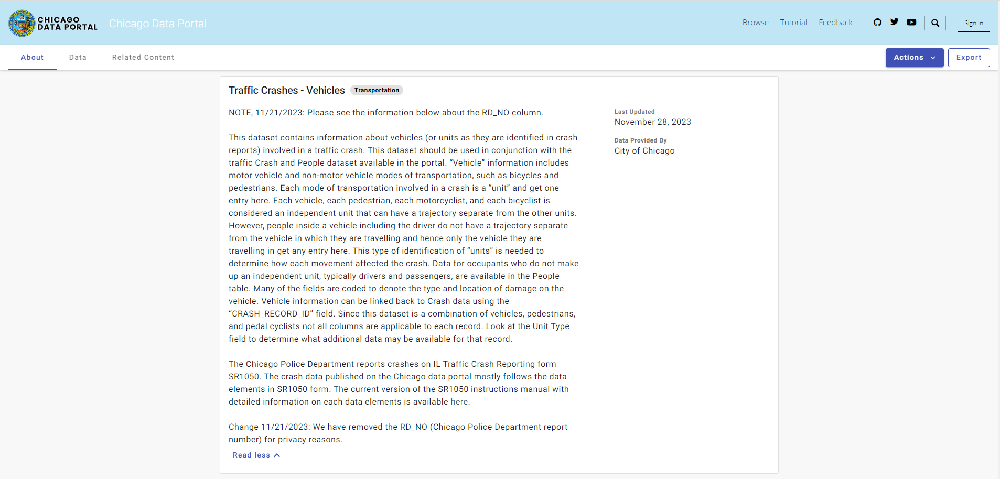 CHICAGO
DATA PORTAL
Chicago Data Portal
Browse
Tutorial
Feedback
Sign In
About
Data
Related Content
Actions
Export
Traffic Crashes - Vehicles
Transportation
NOTE, 11/21/2023: Please see the information below about the RD_NO column.
This dataset contains information about vehicles (or units as they are identified in crash
reports) involved in a traffic crash. This dataset should be used in conjunction with the
traffic Crash and People dataset available in the portal. “Vehicle” information includes
motor vehicle and non-motor vehicle modes of transportation, such as bicycles and
pedestrians. Each mode of transportation involved in a crash is a “unit” and get one
entry here. Each vehicle, each pedestrian, each motorcyclist, and each bicyclist is
considered an independent unit that can have a trajectory separate from the other units.
However, people inside a vehicle including the driver do not have a trajectory separate
from the vehicle in which they are travelling and hence only the vehicle they are
travelling in get any entry here. This type of identification of “units” is needed to
determine how each movement affected the crash. Data for occupants who do not make
up an independent unit, typically drivers and passengers, are available in the People
table. Many of the fields are coded to denote the type and location of damage on the
vehicle. Vehicle information can be linked back to Crash data using the
“CRASH_RECORD_ID” field. Since this dataset is a combination of vehicles, pedestrians,
and pedal cyclists not all columns are applicable to each record. Look at the Unit Type
field to determine what additional data may be available for that record.
The Chicago Police Department reports crashes on IL Traffic Crash Reporting form
SR1050. The crash data published on the Chicago data portal mostly follows the data
elements in SR1050 form. The current version of the SR1050 instructions manual with
detailed information on each data elements is available here.
Change 11/21/2023: We have removed the RD_NO (Chicago Police Department report
number) for privacy reasons.
Read less
Last Updated
November 28, 2023
Data Provided By
City of Chicago